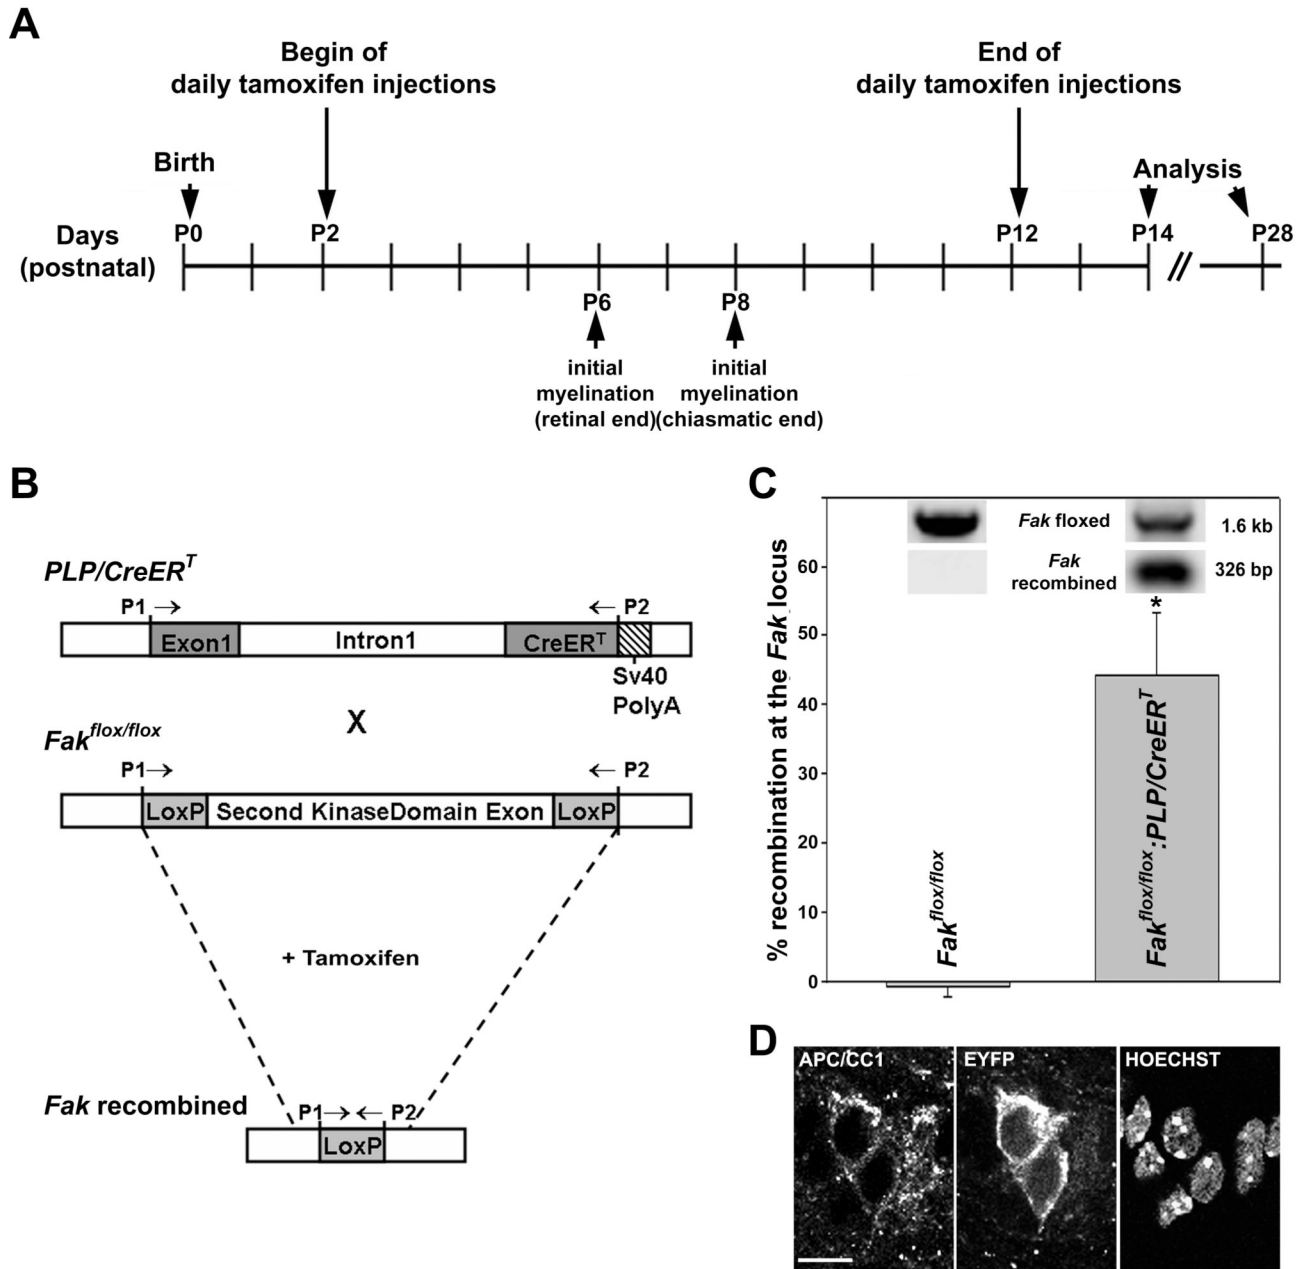 A
Begin of
daily tamoxifen injections
End of
daily tamoxifen injections
Birth
Analysis
Days
(postnatal)
P0
P2
P12
P14
P28
P6
P8
initial
myelination
(retinal end)
initial
myelination
(chiasmatic end)
B
PLP/CreER^T
P1
P2
Exon1
Intron1
CreER^T
Sv40
PolyA
X
Fak^flox/flox
P1
P2
LoxP
Second KinaseDomain Exon
LoxP
+ Tamoxifen
Fak recombined
P1
P2
LoxP
C
% recombination at the Fak locus
60
50
40
30
20
10
0
Fak floxed
1.6 kb
Fak
recombined
326 bp
*
Fak^flox/flox
Fak^flox/flox:PLP/CreER^T
D
APC/CC1
EYFP
HOECHST